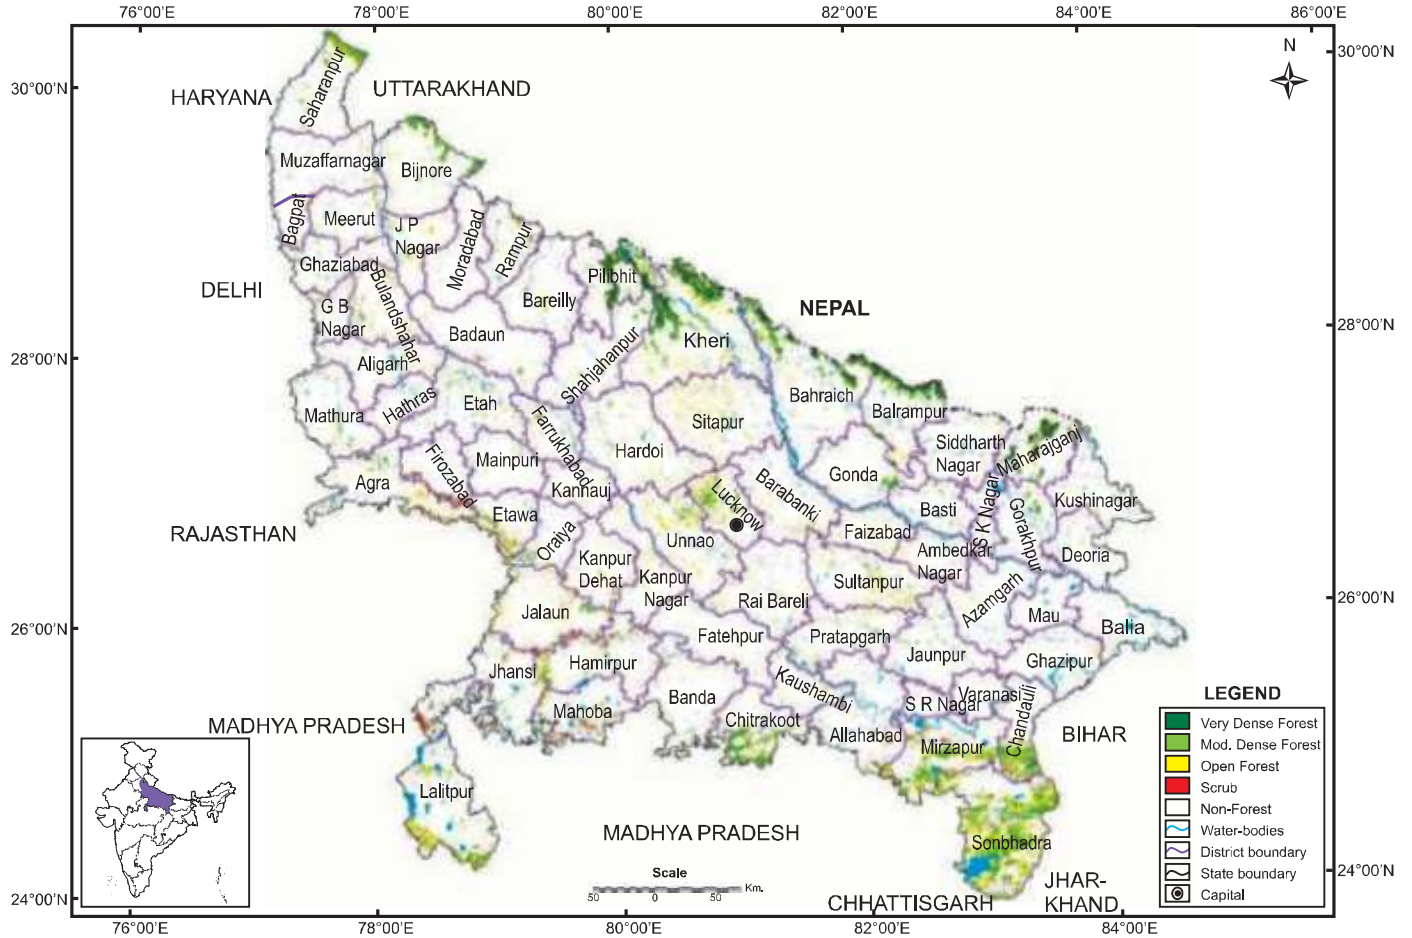 76°00'E
78°00'E
80°00'E
82°00'E
84°00'E
86°00'E
N
30°00'N
30°00'N
HARYANA
UTTARAKHAND
Saharanpur
Muzaffarnagar
Bijnore
Bagpat
Meerut
J P
Nagar
Moradabad
Rampur
Ghaziabad
Bulandshahar
DELHI
G B
Nagar
Bareilly
Pilibhit
NEPAL
Badaun
Shahjahanpur
Kheri
28°00'N
28°00'N
Aligarh
Hathras
Mathura
Etah
Farrukhabad
Hardoi
Sitapur
Bahraich
Balrampur
Siddharth
Nagar
Maharajganj
Agra
Firozabad
Mainpuri
Kannauj
Lucknow
Barabanki
Gonda
Basti
S K Nagar
Gorakhpur
Kushinagar
RAJASTHAN
Etawa
Oraiya
Unnao
Faizabad
Ambedkar
Nagar
Deoria
Kanpur
Dehat
Kanpur
Nagar
Rai Bareli
Sultanpur
Azamgarh
Mau
Balia
26°00'N
26°00'N
Jalaun
Fatehpur
Pratapgarh
Jaunpur
Ghazipur
Jhansi
Hamirpur
Mahoba
Banda
Kaushambi
Chitrakoot
Allahabad
S R Nagar
Varanasi
Chandauli
Mirzapur
MADHYA PRADESH
BIHAR
Lalitpur
MADHYA PRADESH
Sonbhadra
CHHATTISGARH
JHAR-
KHAND
LEGEND
Very Dense Forest
Mod. Dense Forest
Open Forest
Scrub
Non-Forest
Water-bodies
District boundary
State boundary
Capital
Scale
50 0 50 Km.
24°00'N
24°00'N
76°00'E
78°00'E
80°00'E
82°00'E
84°00'E